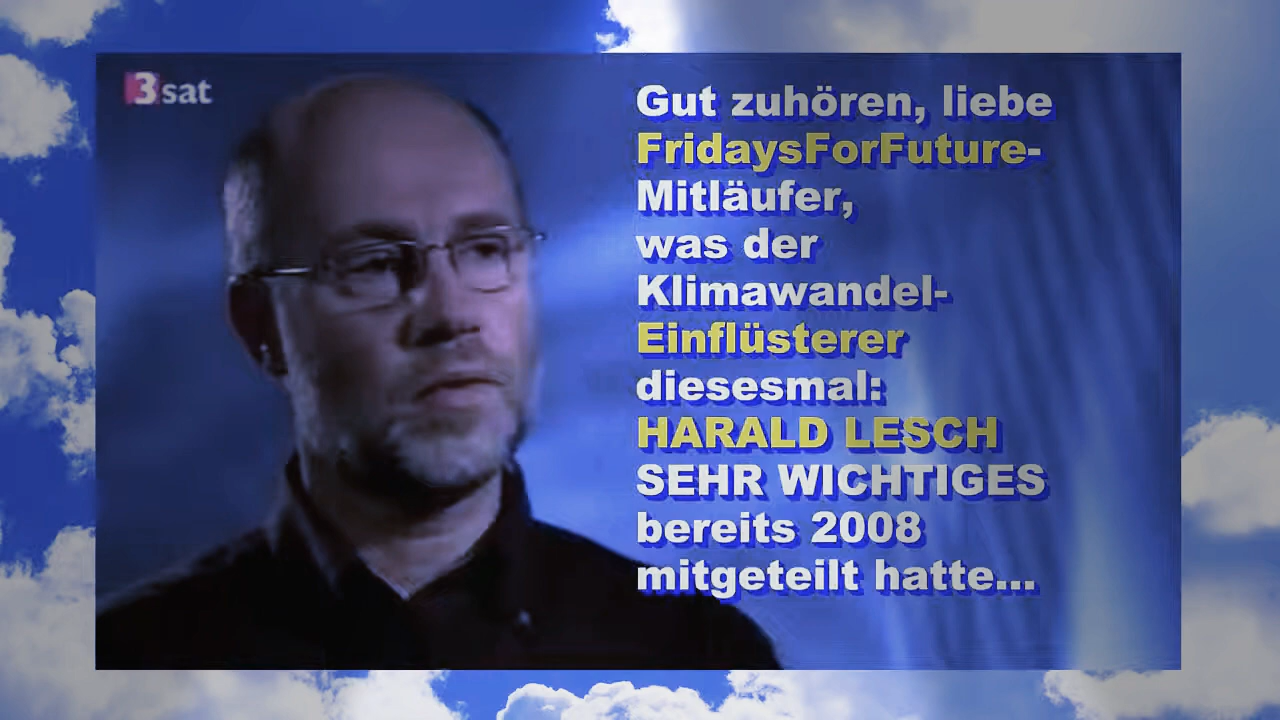 3sat
Gut zuhören, liebe
FridaysForFuture-
Mitläufer,
was der
Klimawandel-
Einflüsterer
diesesmal:
HARALD LESCH
SEHR WICHTIGES
bereits 2008
mitgeteilt hatte...